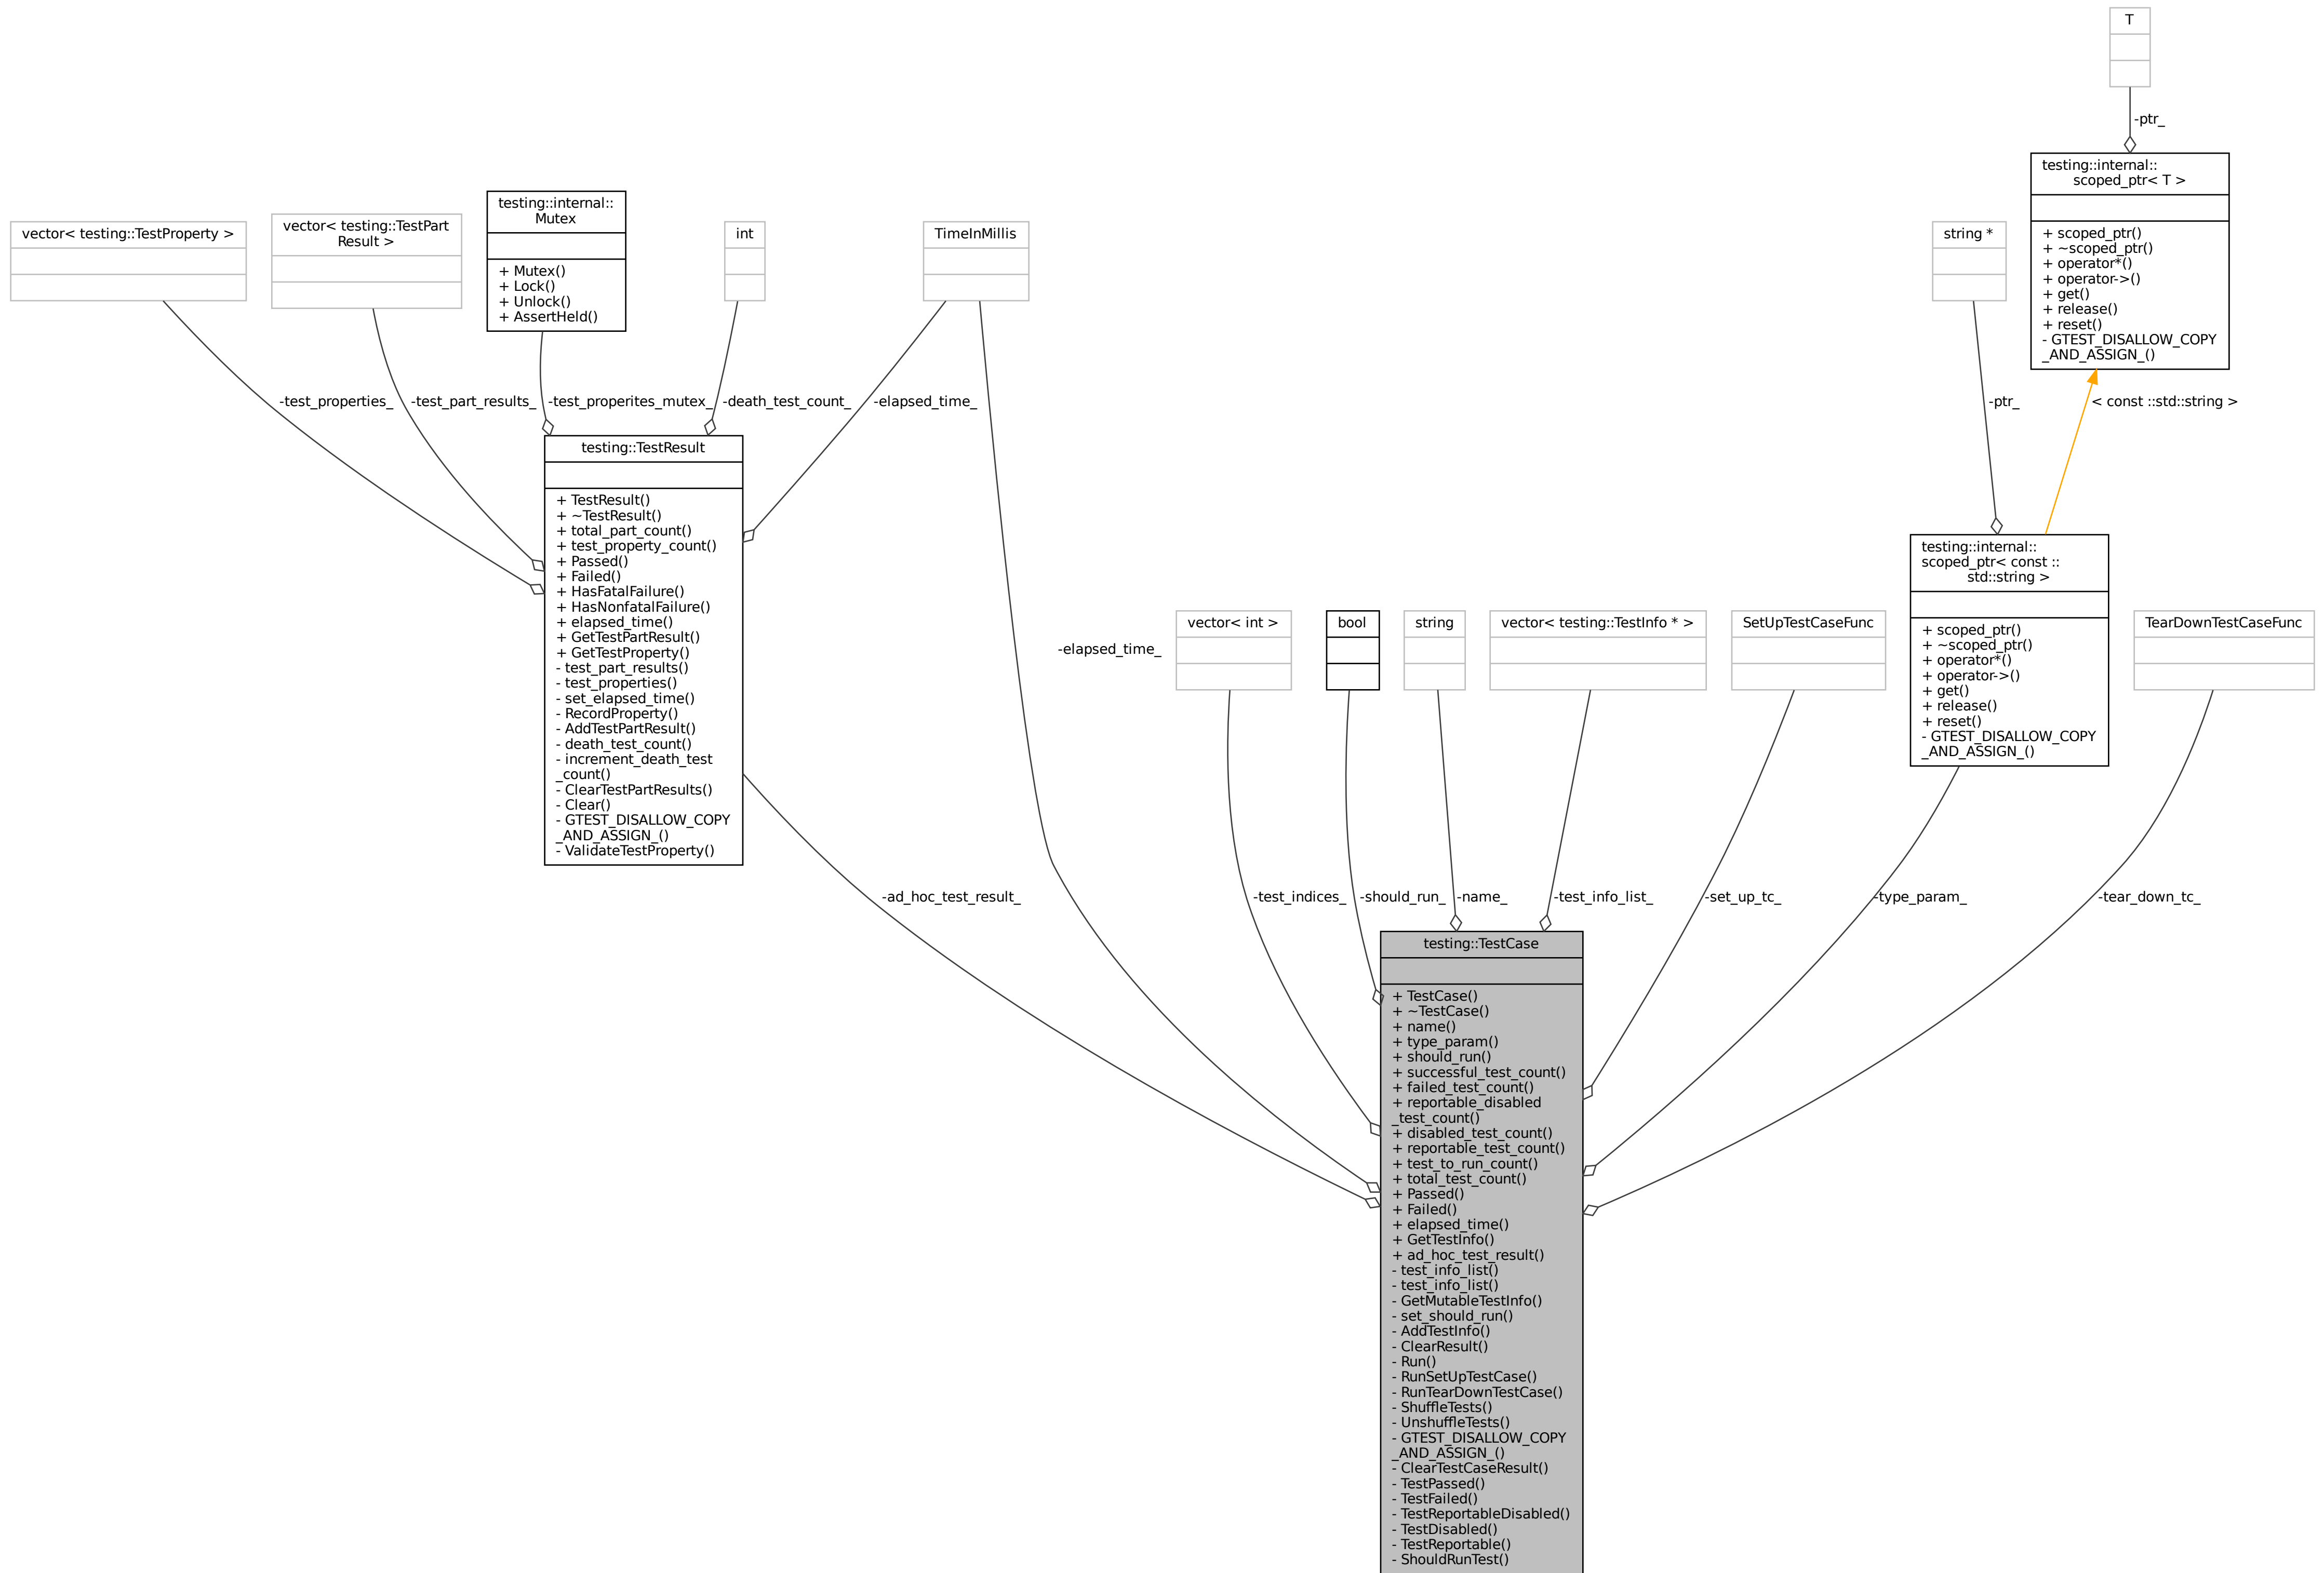 T
-ptr_
testing::internal::
scoped_ptr< T >
+ scoped_ptr()
+ ~scoped_ptr()
+ operator*()
+ operator->()
+ get()
+ release()
+ reset()
- GTEST_DISALLOW_COPY
_AND_ASSIGN_()
vector< testing::TestProperty >
vector< testing::TestPart
Result >
testing::internal::
Mutex
+ Mutex()
+ Lock()
+ Unlock()
+ AssertHeld()
int
TimeInMillis
string *
-test_properties_
-test_part_results_
-test_properites_mutex_
-death_test_count_
-elapsed_time_
-ptr_
< const ::std::string >
testing::TestResult
+ TestResult()
+ ~TestResult()
+ total_part_count()
+ test_property_count()
+ Passed()
+ Failed()
+ HasFatalFailure()
+ HasNonfatalFailure()
+ elapsed_time()
+ GetTestPartResult()
+ GetTestProperty()
- test_part_results()
- test_properties()
- set_elapsed_time()
- RecordProperty()
- AddTestPartResult()
- death_test_count()
- increment_death_test
_count()
- ClearTestPartResults()
- Clear()
- GTEST_DISALLOW_COPY
_AND_ASSIGN_()
- ValidateTestProperty()
-elapsed_time_
vector< int >
bool
string
vector< testing::TestInfo * >
SetUpTestCaseFunc
testing::internal::
scoped_ptr< const ::
std::string >
+ scoped_ptr()
+ ~scoped_ptr()
+ operator*()
+ operator->()
+ get()
+ release()
+ reset()
- GTEST_DISALLOW_COPY
_AND_ASSIGN_()
TearDownTestCaseFunc
-ad_hoc_test_result_
-test_indices_
-should_run_
-name_
-test_info_list_
-set_up_tc_
-type_param_
-tear_down_tc_
testing::TestCase
+ TestCase()
+ ~TestCase()
+ name()
+ type_param()
+ should_run()
+ successful_test_count()
+ failed_test_count()
+ reportable_disabled
_test_count()
+ disabled_test_count()
+ reportable_test_count()
+ test_to_run_count()
+ total_test_count()
+ Passed()
+ Failed()
+ elapsed_time()
+ GetTestInfo()
+ ad_hoc_test_result()
- test_info_list()
- test_info_list()
- GetMutableTestInfo()
- set_should_run()
- AddTestInfo()
- ClearResult()
- Run()
- RunSetUpTestCase()
- RunTearDownTestCase()
- ShuffleTests()
- UnshuffleTests()
- GTEST_DISALLOW_COPY
_AND_ASSIGN_()
- ClearTestCaseResult()
- TestPassed()
- TestFailed()
- TestReportableDisabled()
- TestDisabled()
- TestReportable()
- ShouldRunTest()